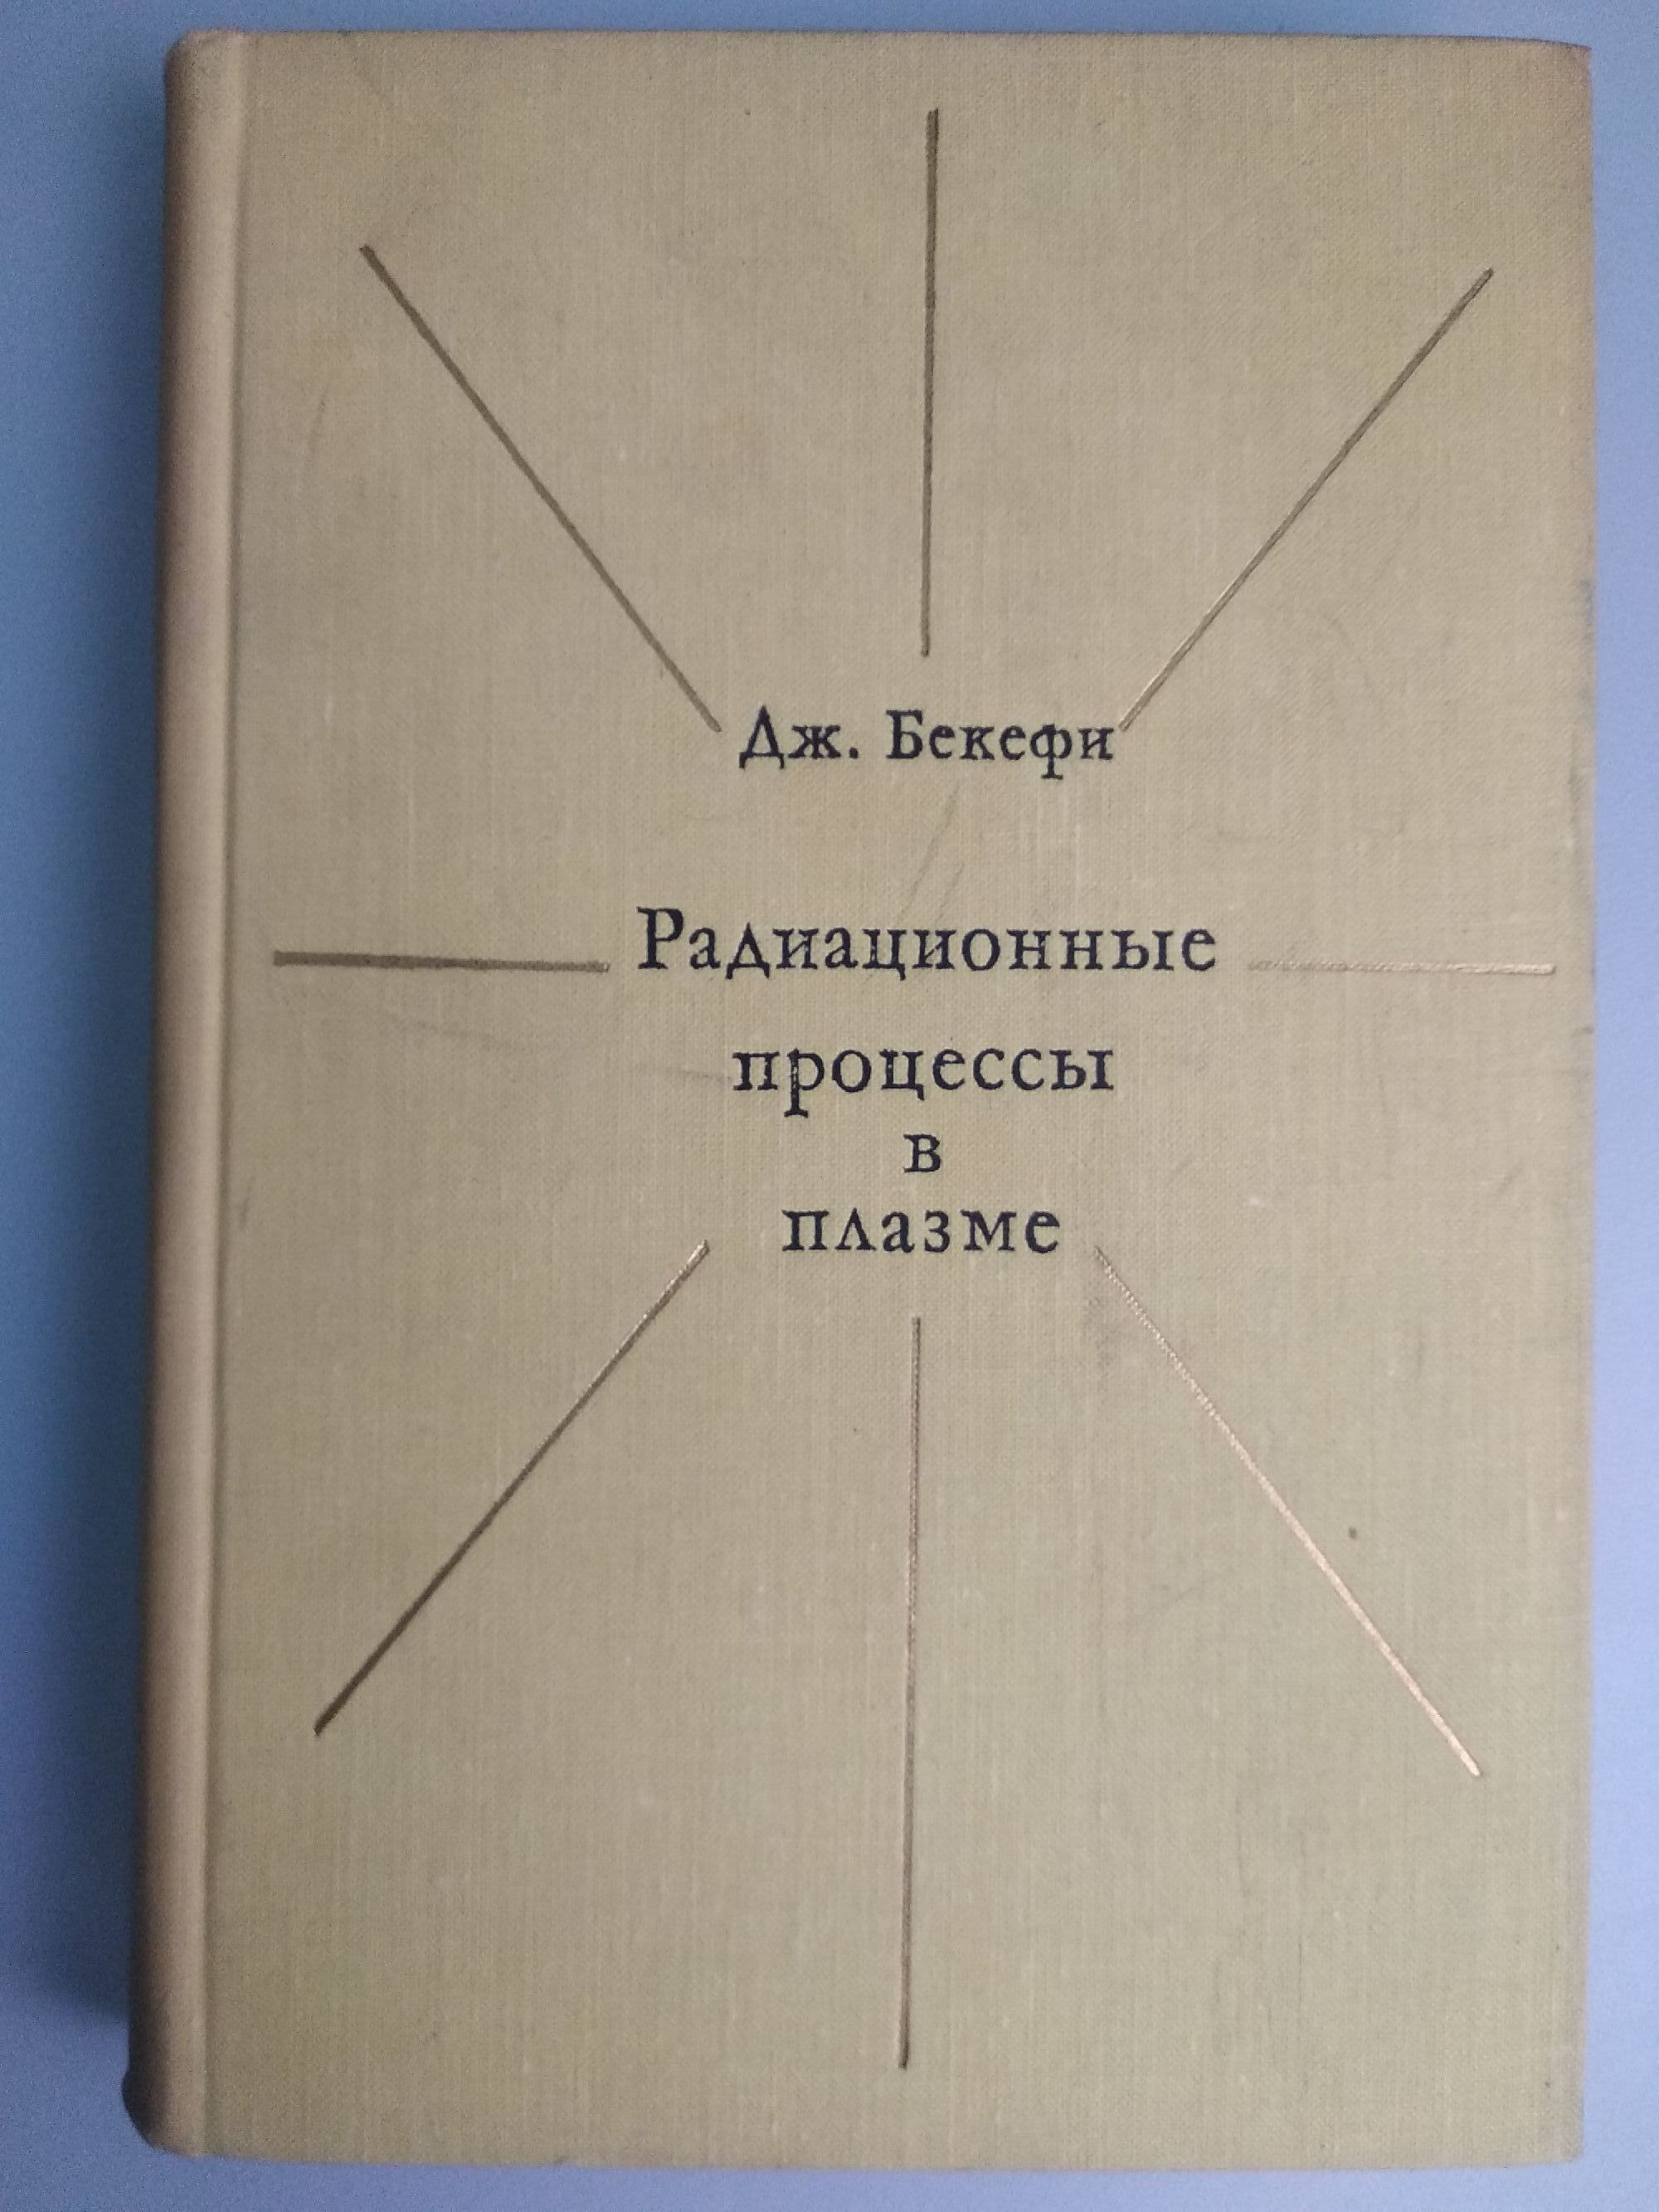 Дж. Бекефи
Радиационные
процессы
в
плазме